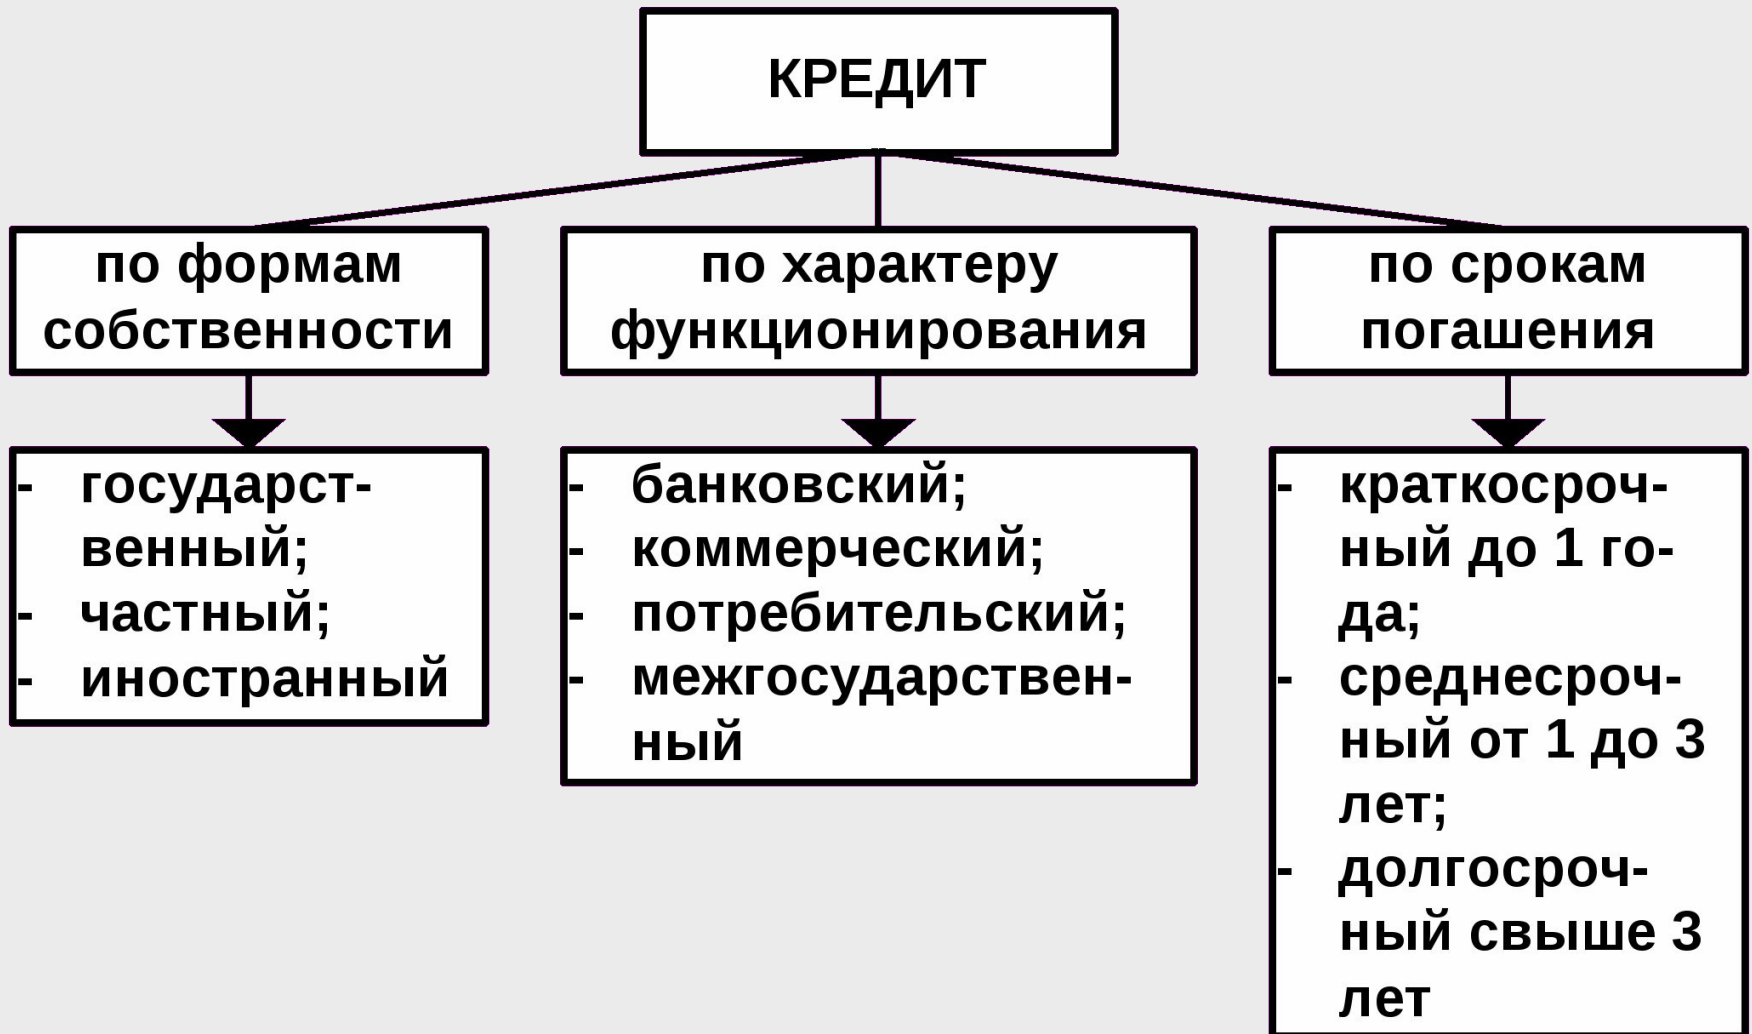 КРЕДИТ
по формам
собственности
по характеру
функционирования
по срокам
погашения
- государст-
венный;
- частный;
- иностранный
- банковский;
- коммерческий;
- потребительский;
- межгосударствен-
ный
- краткосроч-
ный до 1 го-
да;
- среднесроч-
ный от 1 до 3
лет;
- долгосроч-
ный свыше 3
лет